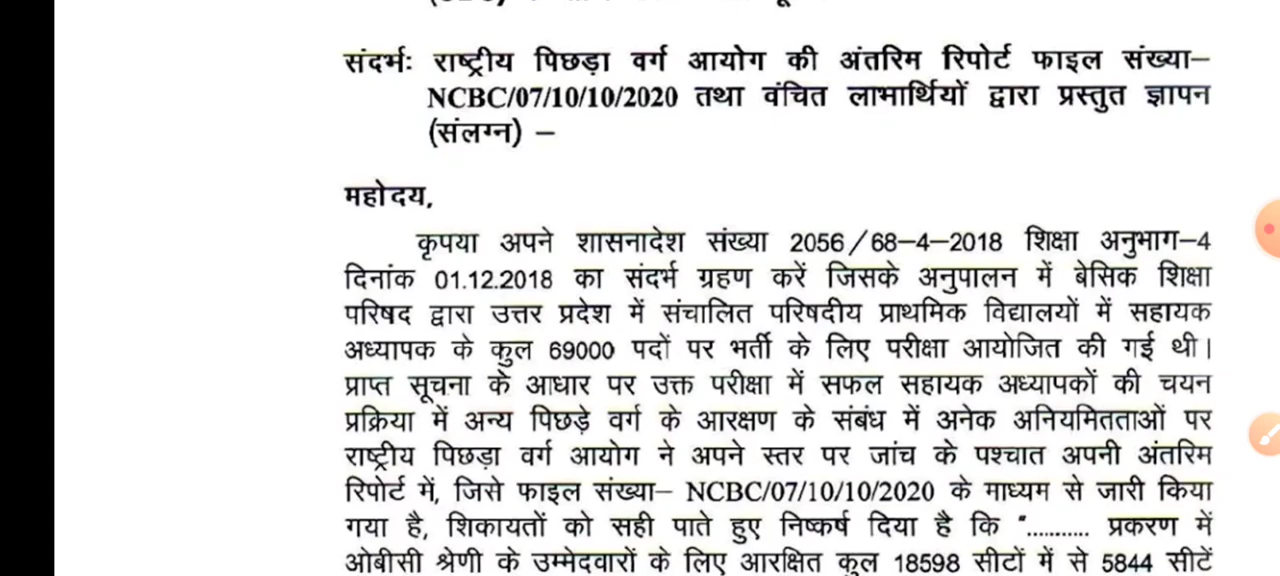 संदर्भः राष्ट्रीय पिछड़ा वर्ग आयोग की अंतरिम रिपोर्ट फाइल संख्या–
NCBC/07/10/10/2020 तथा वंचित लाभार्थियों द्वारा प्रस्तुत ज्ञापन
(संलग्न) –
महोदय,
कृपया अपने शासनादेश संख्या 2056/68–4–2018 शिक्षा अनुभाग–4
दिनांक 01.12.2018 का संदर्भ ग्रहण करें जिसके अनुपालन में बेसिक शिक्षा
परिषद द्वारा उत्तर प्रदेश में संचालित परिषदीय प्राथमिक विद्यालयों में सहायक
अध्यापक के कुल 69000 पदों पर भर्ती के लिए परीक्षा आयोजित की गई थी।
प्राप्त सूचना के आधार पर उक्त परीक्षा में सफल सहायक अध्यापकों की चयन
प्रक्रिया में अन्य पिछड़े वर्ग के आरक्षण के संबंध में अनेक अनियमितताओं पर
राष्ट्रीय पिछड़ा वर्ग आयोग ने अपने स्तर पर जांच के पश्चात अपनी अंतरिम
रिपोर्ट में, जिसे फाइल संख्या– NCBC/07/10/10/2020 के माध्यम से जारी किया
गया है, शिकायतों को सही पाते हुए निष्कर्ष दिया है कि "........... प्रकरण में
ओबीसी श्रेणी के उम्मेदवारों के लिए आरक्षित कुल 18598 सीटों में से 5844 सीटें